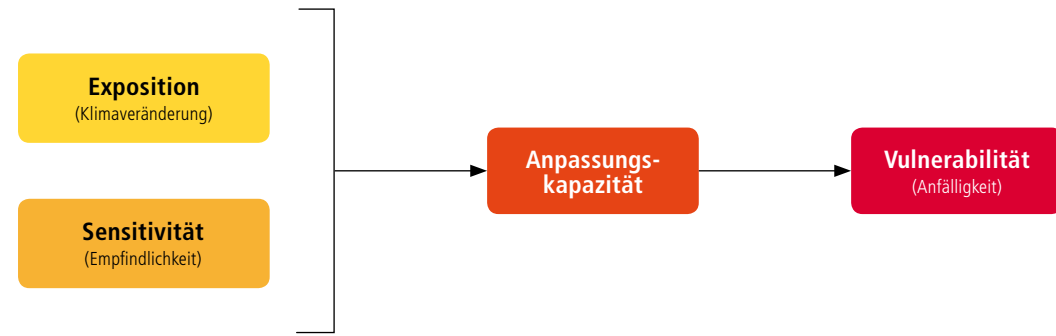 Exposition
(Klimaveränderung)
Sensitivität
(Empfindlichkeit)
Anpassungs-
kapazität
Vulnerabilität
(Anfälligkeit)